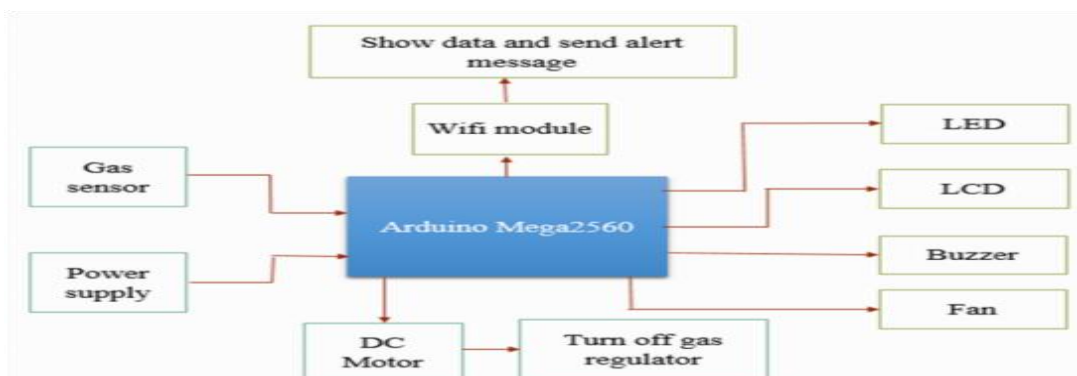 Show data and send alert
message
Wifi module
LED
Gas
sensor
LCD
Arduino Mega2560
Buzzer
Power
supply
Fan
DC
Motor
Turn off gas
regulator